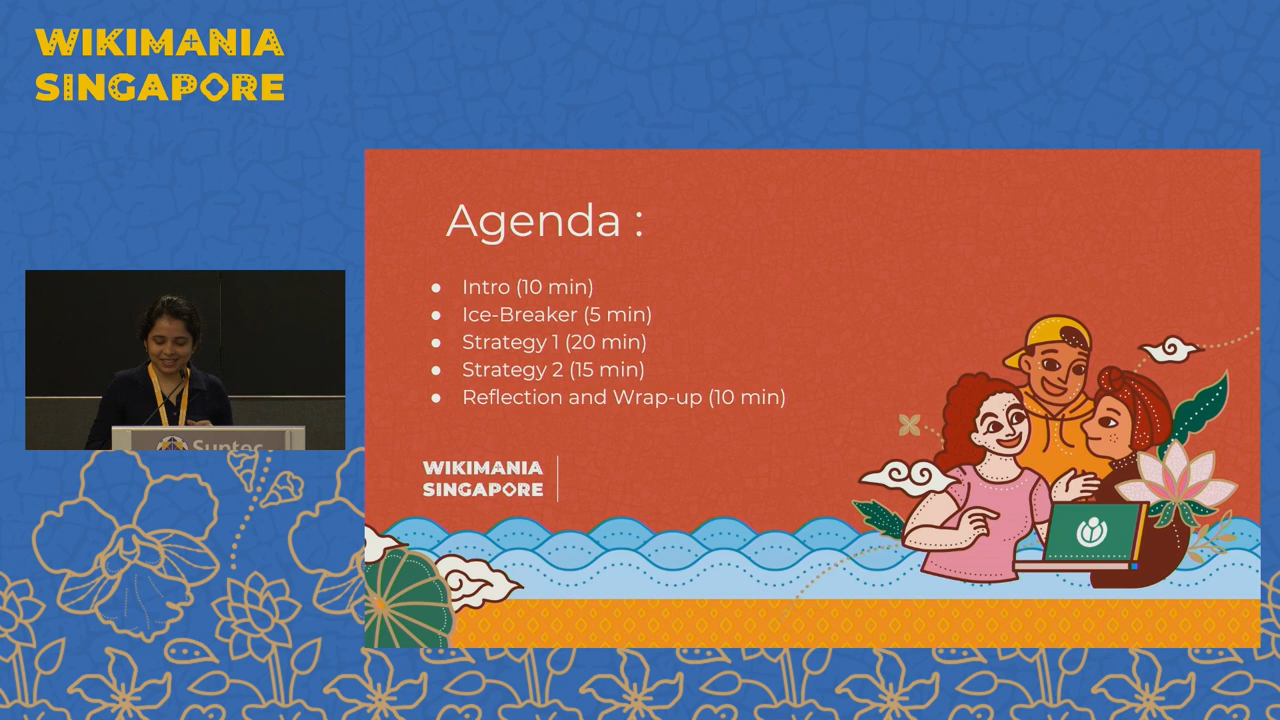 WIKIMANIA
SINGAPORE
Agenda :
● Intro (10 min)
● Ice-Breaker (5 min)
● Strategy 1 (20 min)
● Strategy 2 (15 min)
● Reflection and Wrap-up (10 min)
WIKIMANIA
SINGAPORE
Suntec